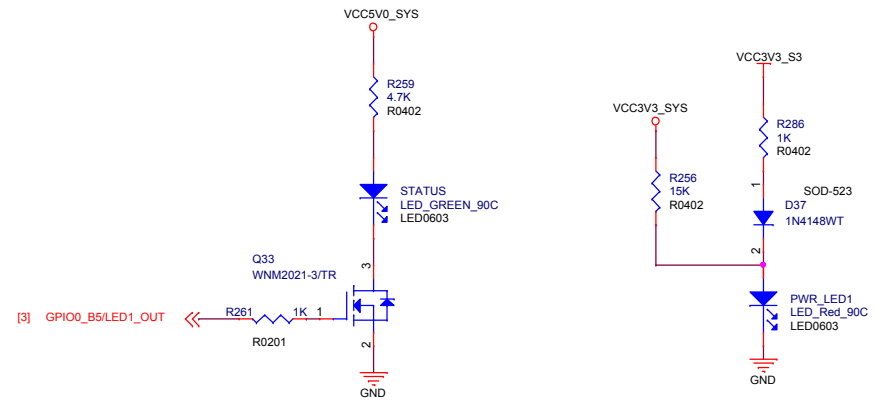 VCC5V0_SYS
R259
4.7K
R0402
STATUS
LED_GREEN_90C
LED0603
Q33
WNM2021-3/TR
3
[3] GPIO0_B5/LED1_OUT
R261 1K 1
R0201
2
GND
VCC3V3_S3
VCC3V3_SYS
R286
1K
R0402
R256
15K
R0402
1
SOD-523
D37
1N4148WT
2
PWR_LED1
LED_Red_90C
LED0603
GND